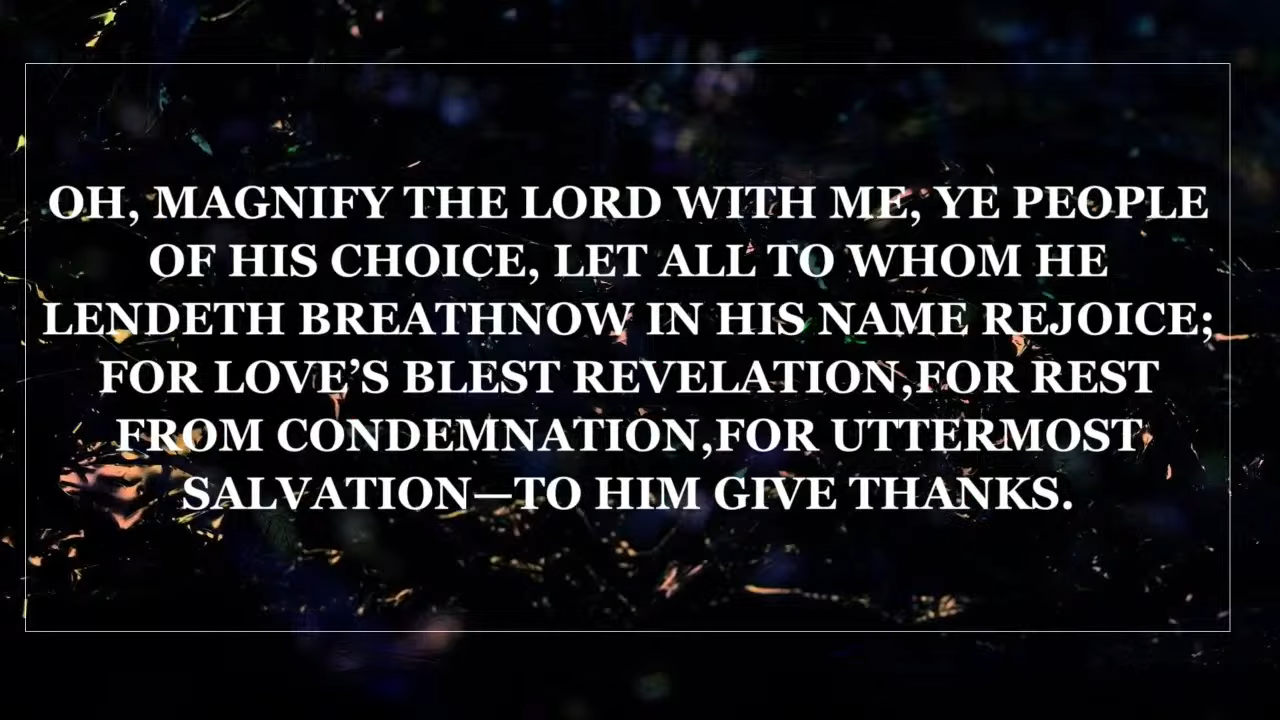 OH, MAGNIFY THE LORD WITH ME, YE PEOPLE
OF HIS CHOICE, LET ALL TO WHOM HE
LENDETH BREATHNOW IN HIS NAME REJOICE;
FOR LOVE’S BLEST REVELATION,FOR REST
FROM CONDEMNATION,FOR UTTERMOST
SALVATION—TO HIM GIVE THANKS.